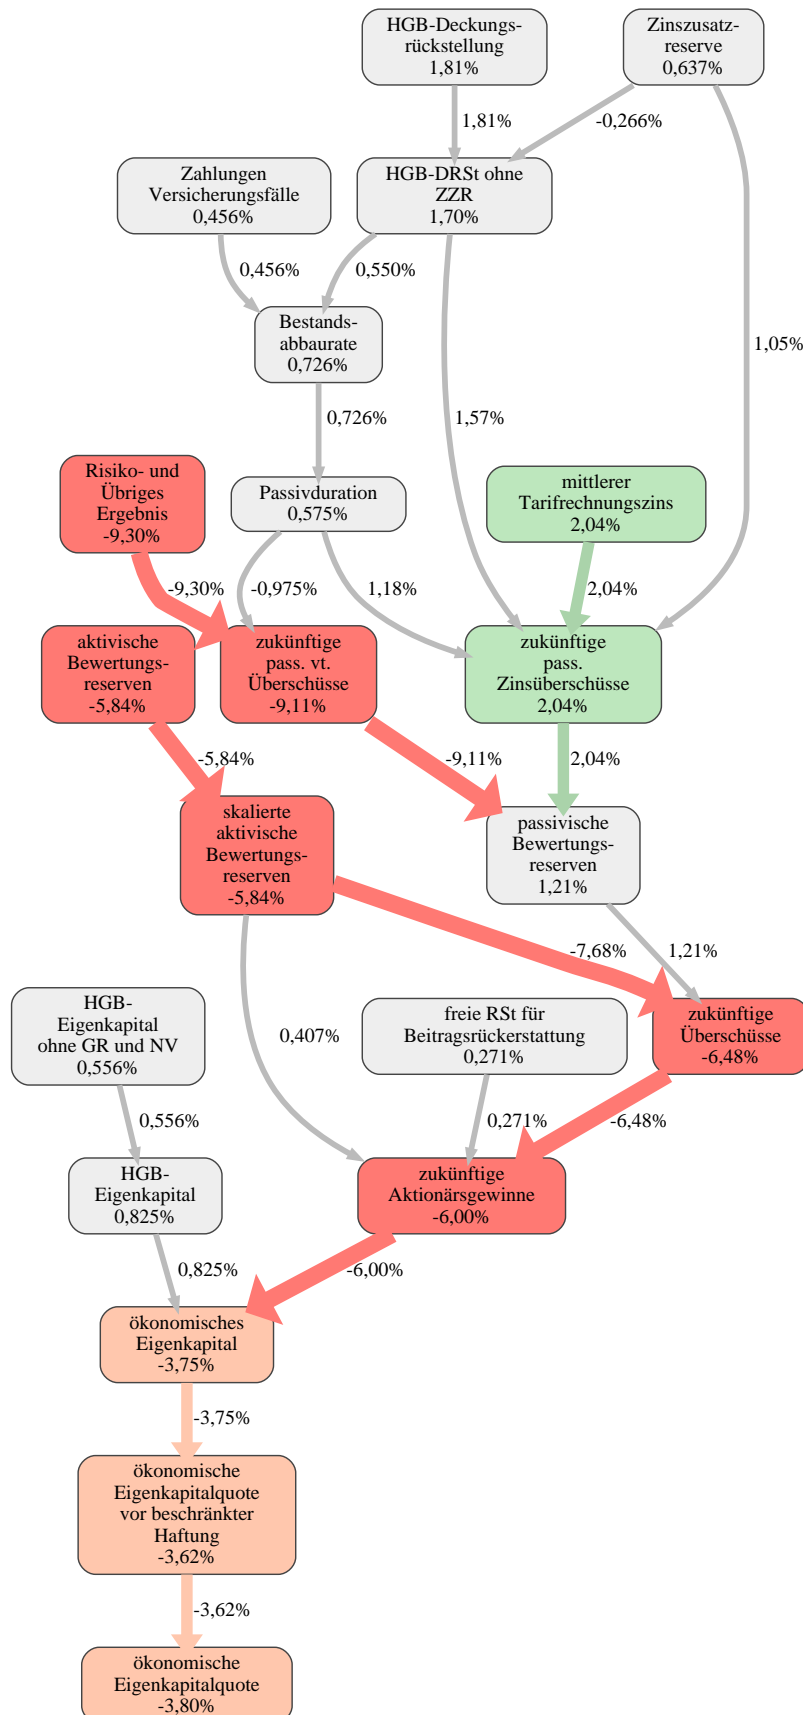 HGB-Deckungs-
rückstellung
1,81%
Zinszusatz-
reserve
0,637%
1,81%
-0,266%
Zahlungen
Versicherungsfälle
0,456%
HGB-DRSt ohne
ZZR
1,70%
0,456%
0,550%
Bestands-
abbaurate
0,726%
1,05%
0,726%
1,57%
Risiko- und
Übriges
Ergebnis
-9,30%
Passivduration
0,575%
mittlerer
Tarifrechnungszins
2,04%
-9,30%
-0,975%
1,18%
2,04%
aktivische
Bewertungs-
reserven
-5,84%
zukünftige
pass. vt.
Überschüsse
-9,11%
zukünftige
pass.
Zinsüberschüsse
2,04%
-5,84%
-9,11%
2,04%
skalierte
aktivische
Bewertungs-
reserven
-5,84%
passivische
Bewertungs-
reserven
1,21%
-7,68%
1,21%
HGB-
Eigenkapital
ohne GR und NV
0,556%
0,407%
freie RSt für
Beitragsrückerstattung
0,271%
zukünftige
Überschüsse
-6,48%
0,556%
0,271%
-6,48%
HGB-
Eigenkapital
0,825%
zukünftige
Aktionärsgewinne
-6,00%
0,825%
-6,00%
ökonomisches
Eigenkapital
-3,75%
-3,75%
ökonomische
Eigenkapitalquote
vor beschränkter
Haftung
-3,62%
-3,62%
ökonomische
Eigenkapitalquote
-3,80%